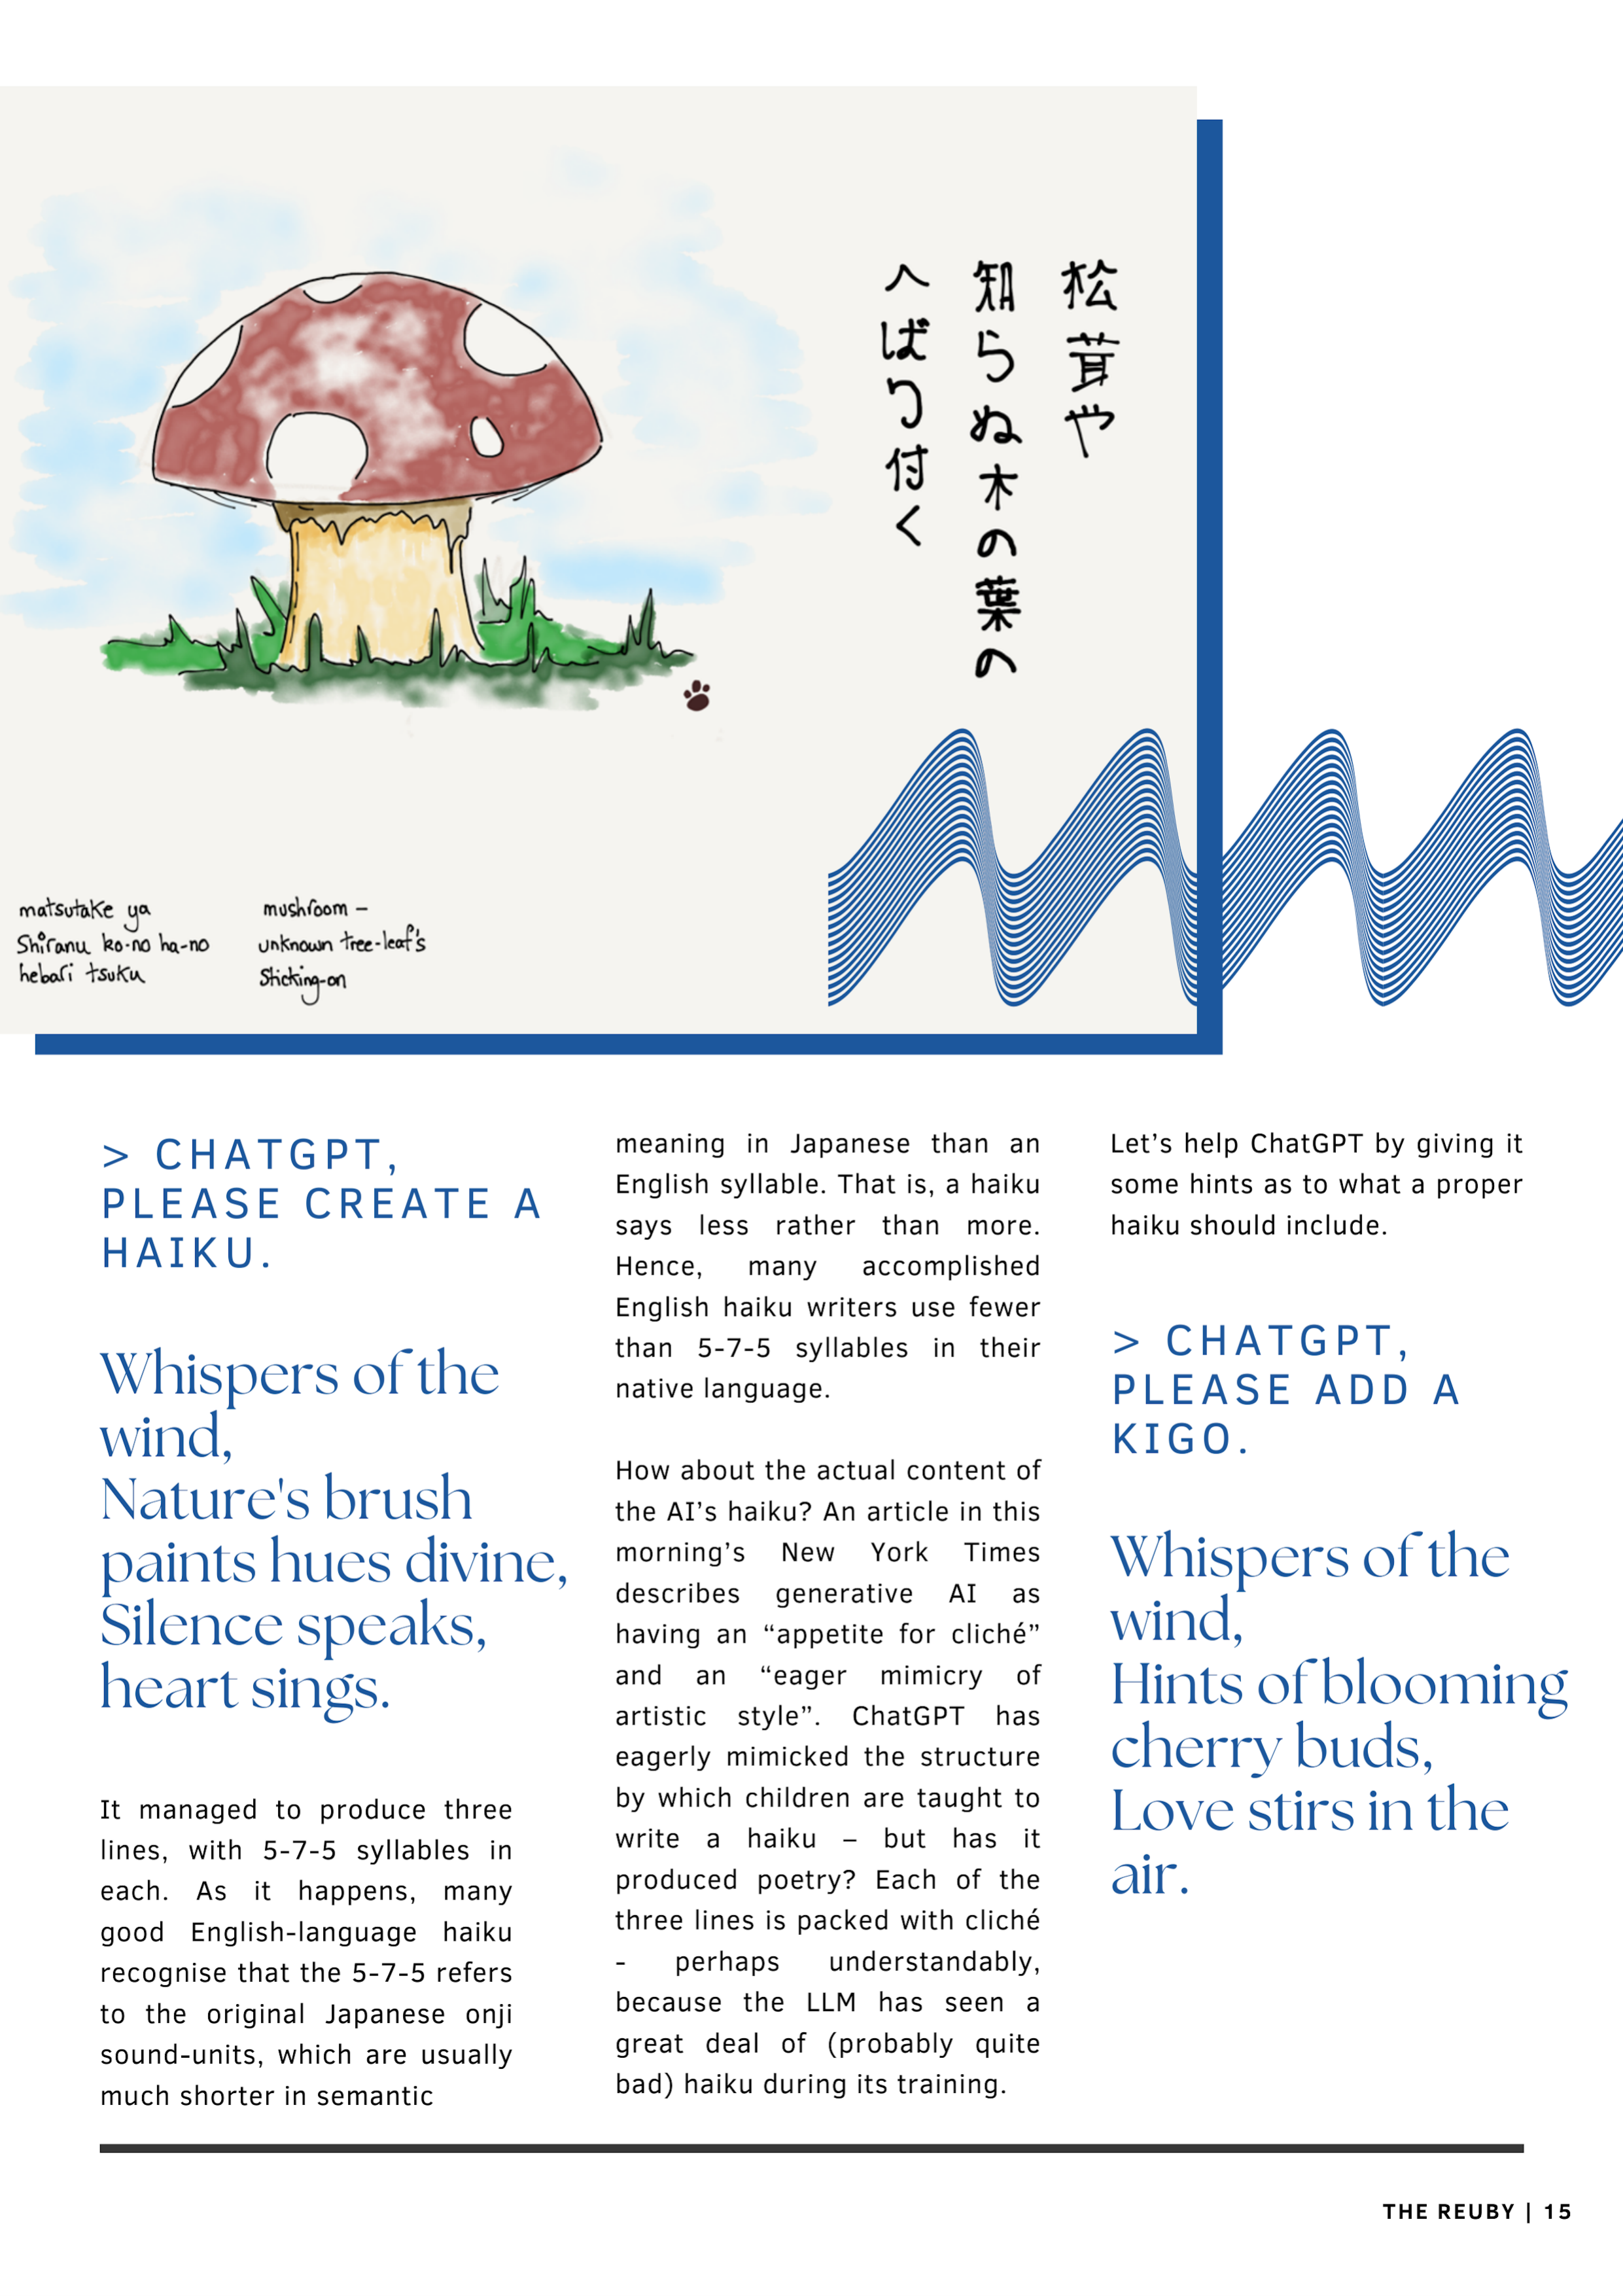 松茸や
知らぬ木の葉の
へばり付く
matsutake ya
shiranu ko-no ha-no
hebari tsuku
mushroom –
unknown tree-leaf's
sticking-on
> CHATGPT,
PLEASE CREATE A
HAIKU.
Whispers of the
wind,
Nature's brush
paints hues divine,
Silence speaks,
heart sings.
It managed to produce three
lines, with 5-7-5 syllables in
each. As it happens, many
good English-language haiku
recognise that the 5-7-5 refers
to the original Japanese onji
sound-units, which are usually
much shorter in semantic
meaning in Japanese than an
English syllable. That is, a haiku
says less rather than more.
Hence, many accomplished
English haiku writers use fewer
than 5-7-5 syllables in their
native language.
How about the actual content of
the AI’s haiku? An article in this
morning’s New York Times
describes generative AI as
having an “appetite for cliché”
and an “eager mimicry of
artistic style”. ChatGPT has
eagerly mimicked the structure
by which children are taught to
write a haiku – but has it
produced poetry? Each of the
three lines is packed with cliché
- perhaps understandably,
because the LLM has seen a
great deal of (probably quite
bad) haiku during its training.
Let’s help ChatGPT by giving it
some hints as to what a proper
haiku should include.
> CHATGPT,
PLEASE ADD A
KIGO.
Whispers of the
wind,
Hints of blooming
cherry buds,
Love stirs in the
air.
THE REUBY | 15